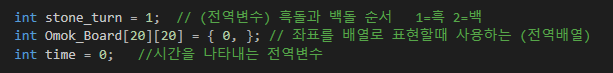 int stone_turn = 1;  // (전역변수) 흑돌과 백돌 순서   1=흑 2=백
int Omok_Board[20][20] = { 0, }; // 좌표를 배열로 표현할때 사용하는 (전역배열)
int time = 0;   //시간을 나타내는 전역변수